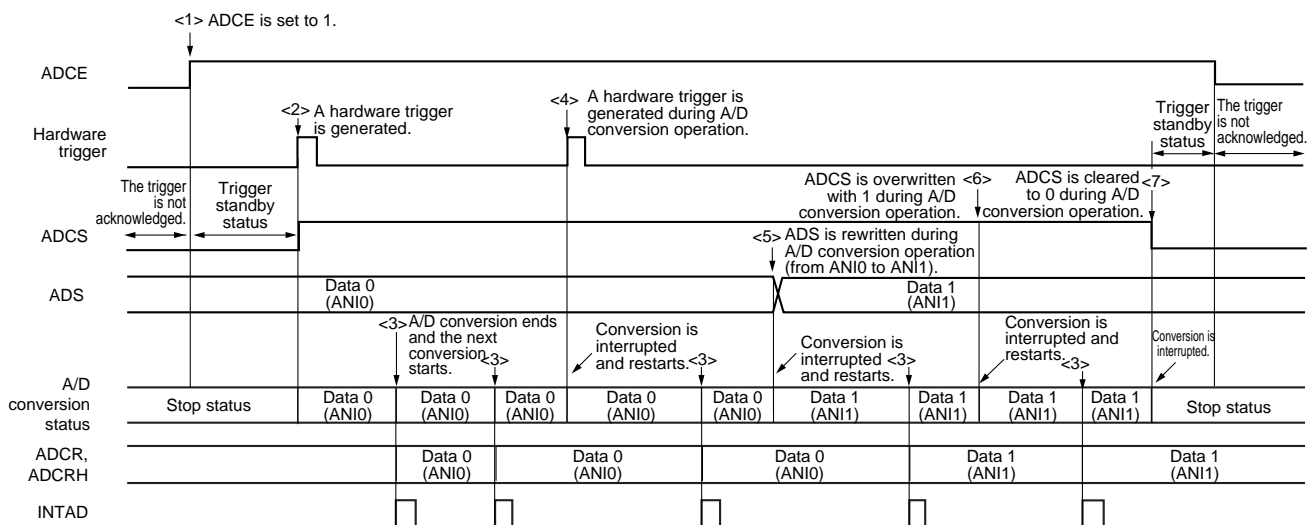 <1> ADCE is set to 1.
ADCE
<2> A hardware trigger
is generated.
<4> A hardware trigger is
generated during A/D
conversion operation.
Trigger
standby
status
The trigger
is not
acknowledged.
Hardware
trigger
The trigger
is not
acknowledged.
Trigger
standby
status
ADCS is overwritten
with 1 during A/D
conversion operation.
<6>
ADCS is cleared
to 0 during A/D
conversion operation.
<7>
ADCS
<5> ADS is rewritten during
A/D conversion operation
(from ANI0 to ANI1).
ADS
Data 0
(ANI0)
Data 1
(ANI1)
<3> A/D conversion ends
and the next
conversion
starts.
<3>
Conversion is
interrupted
and restarts.
<3>
Conversion is
interrupted
and restarts.
<3>
Conversion is
interrupted and
restarts.
<3>
Conversion is
interrupted.
A/D
conversion
status
Stop status
Data 0
(ANI0)
Data 0
(ANI0)
Data 0
(ANI0)
Data 0
(ANI0)
Data 0
(ANI0)
Data 1
(ANI1)
Data 1
(ANI1)
Data 1
(ANI1)
Data 1
(ANI1)
Stop status
ADCR,
ADCRH
Data 0
(ANI0)
Data 0
(ANI0)
Data 0
(ANI0)
Data 1
(ANI1)
Data 1
(ANI1)
INTAD